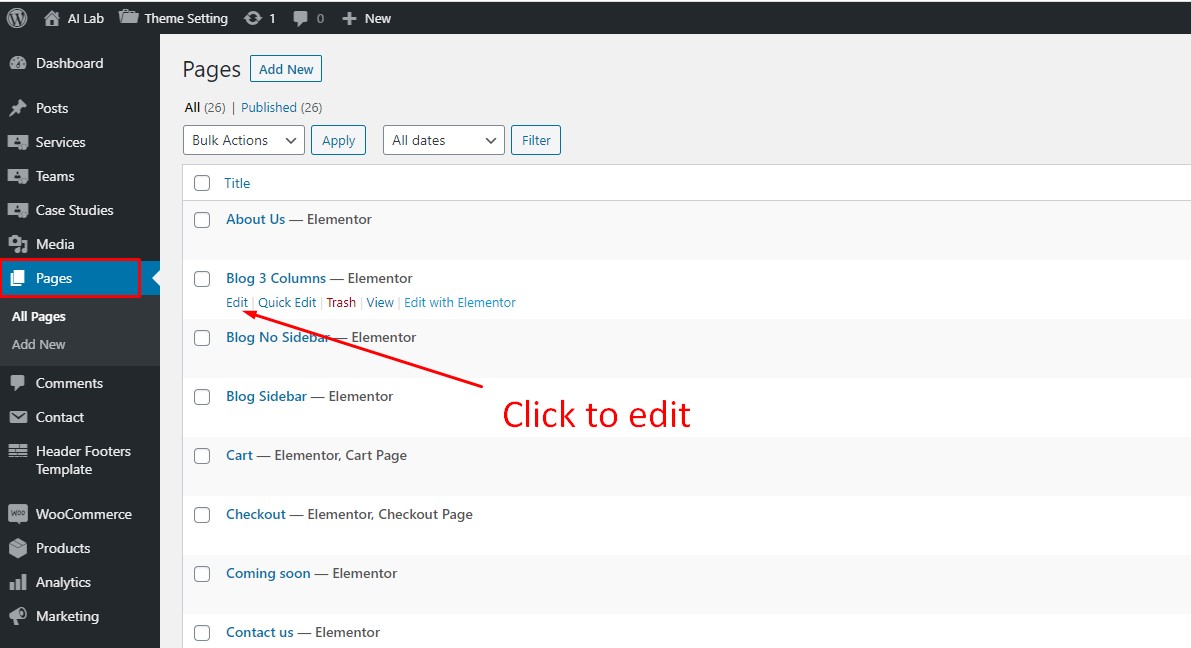 AI Lab Theme Setting 1 0 New
Dashboard
Posts
Services
Teams
Case Studies
Media
Pages
All Pages
Add New
Comments
Contact
Header Footers
Template
WooCommerce
Products
Analytics
Marketing
Pages Add New
All (26) | Published (26)
Bulk Actions Apply All dates Filter
Title
About Us — Elementor
Blog 3 Columns — Elementor
Edit | Quick Edit | Trash | View | Edit with Elementor
Blog No Sidebar — Elementor
Blog Sidebar — Elementor
Click to edit
Cart — Elementor, Cart Page
Checkout — Elementor, Checkout Page
Coming soon — Elementor
Contact us — Elementor